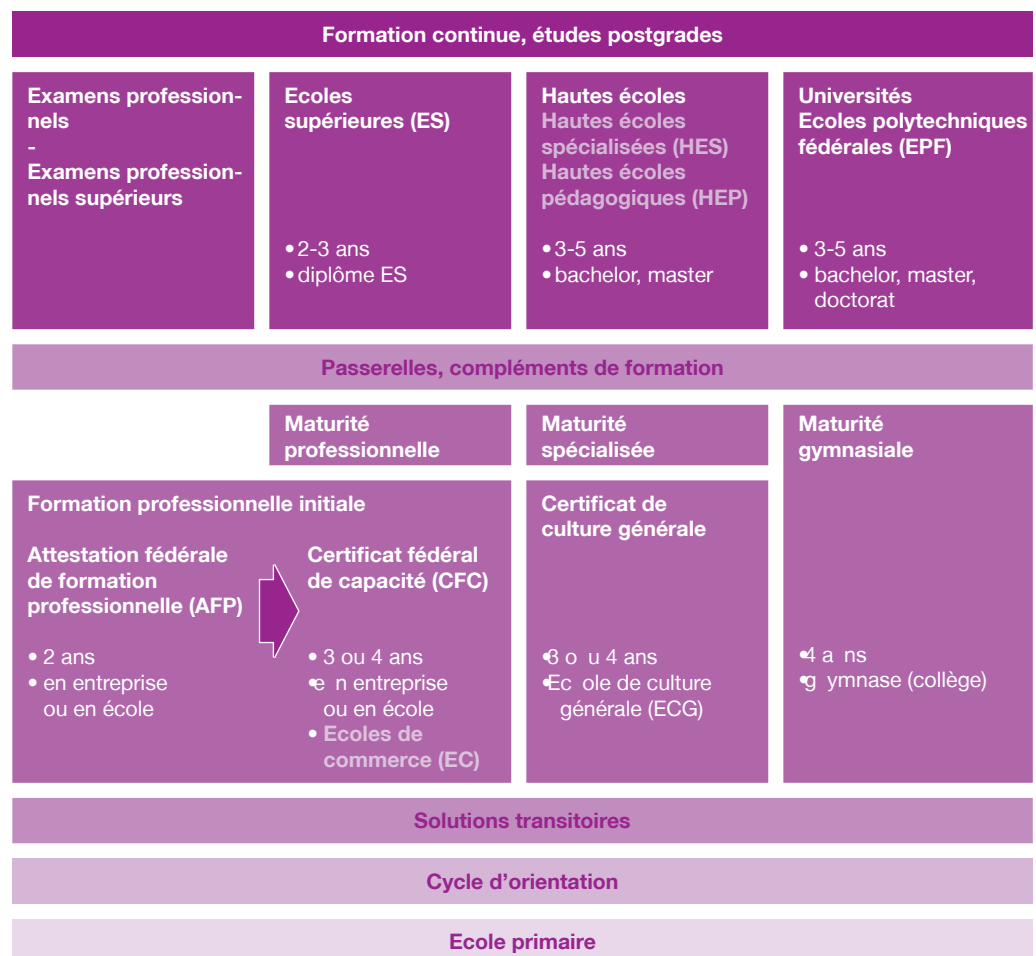 Formation continue, études postgrades
Examens profession-
nels
-
Examens profession-
nels supérieurs
Ecoles
supérieures (ES)
• 2-3 ans
• diplôme ES
Hautes écoles
Hautes écoles
spécialisées (HES)
Hautes écoles
pédagogiques (HEP)
• 3-5 ans
• bachelor, master
Universités
Ecoles polytechniques
fédérales (EPF)
• 3-5 ans
• bachelor, master,
doctorat
Passerelles, compléments de formation
Maturité
professionnelle
Maturité
spécialisée
Maturité
gymnasiale
Formation professionnelle initiale
Attestation fédérale
de formation
professionnelle (AFP)
• 2 ans
• en entreprise
ou en école
Certificat fédéral
de capacité (CFC)
• 3 ou 4 ans
• e n entreprise
ou en école
• Ecoles de
commerce (EC)
Certificat de
culture générale
• 3 o u 4 ans
• Ec ole de culture
générale (ECG)
• 4 a ns
• g ymnase (collège)
Solutions transitoires
Cycle d'orientation
Ecole primaire